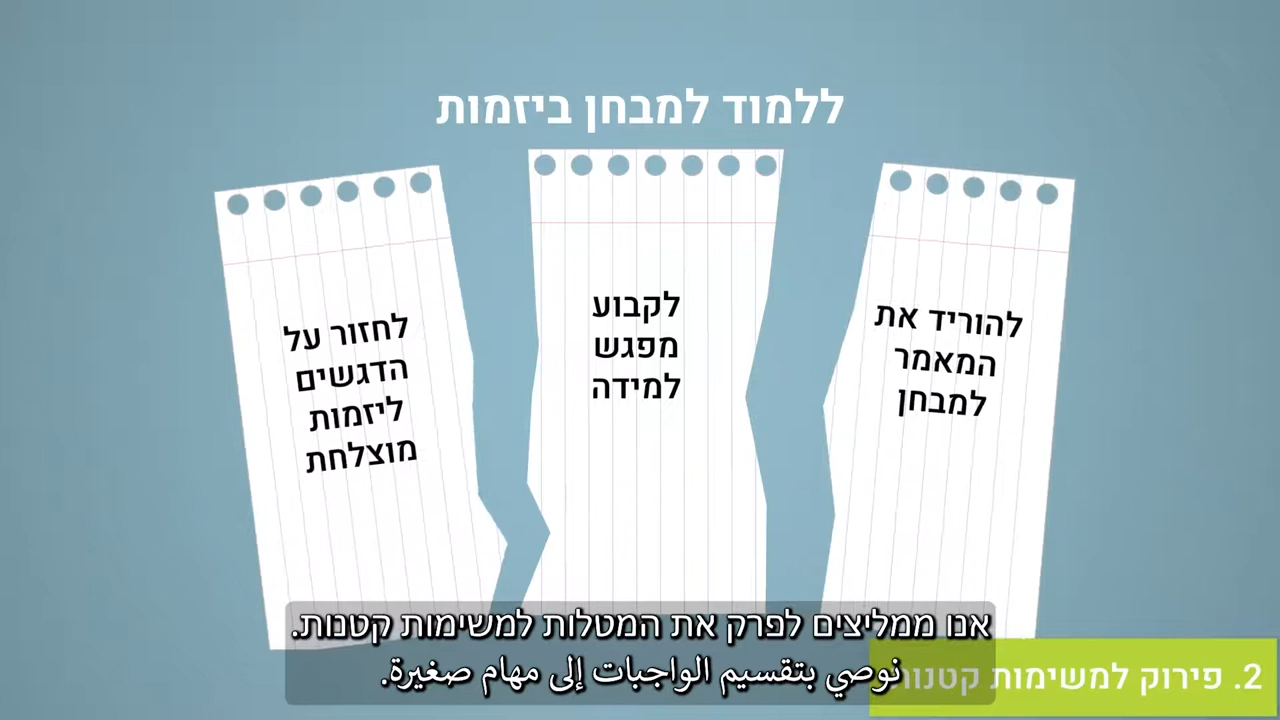 ללמוד למבחן ביזמות
להוריד את
המאמר
למבחן
לקבוע
מפגש
למידה
לחזור על
הדגשים
ליזמות
מוצלחת
אנו ממליצים לפרק את המטלות למשימות קטנות.
نوصي بتقسيم الواجبات إلى مهام صغيرة.
2. פירוק למשימות קטנות